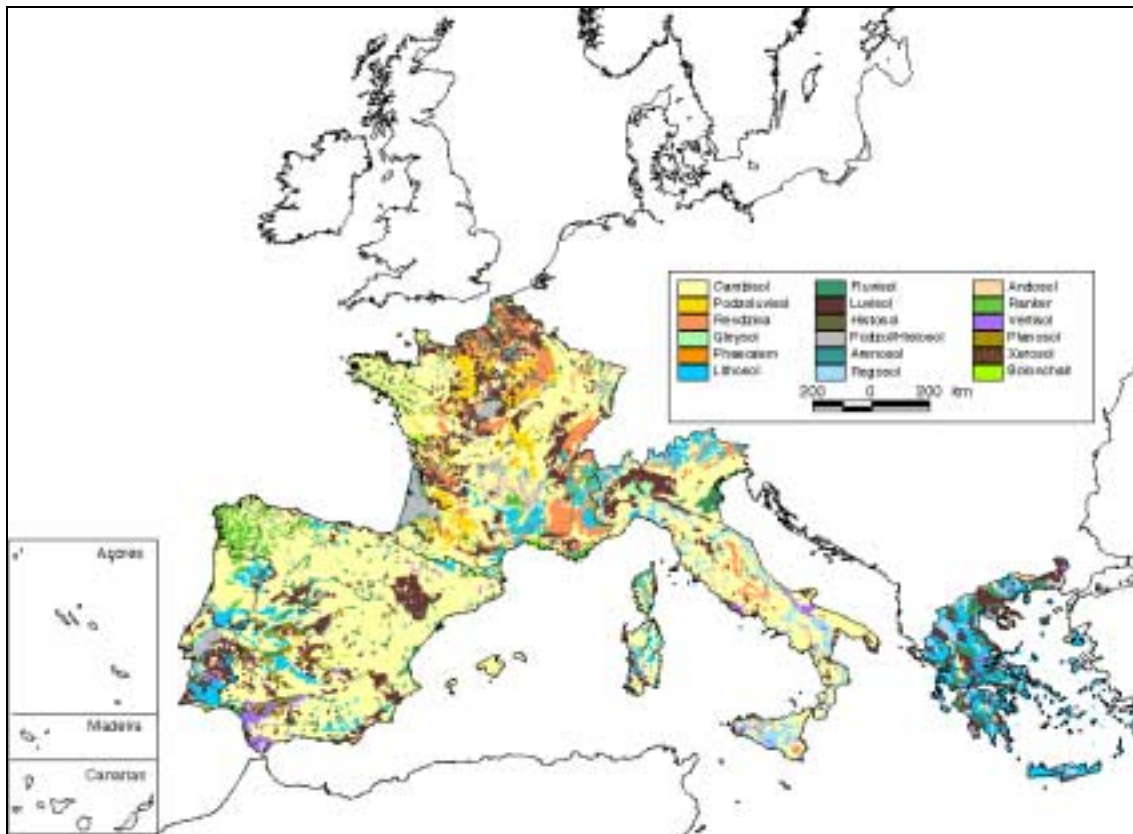 Cambisol
Podzoluvisol
Rendzina
Gleysol
Phaeozem
Lithosol
Fluvisol
Luvisol
Histosol
Podzol/Histosol
Arenosol
Regosol
Andosol
Ranker
Vertisol
Planosol
Xerosol
Solonchak
200 0 200 km
Açores
Madeira
Canarias